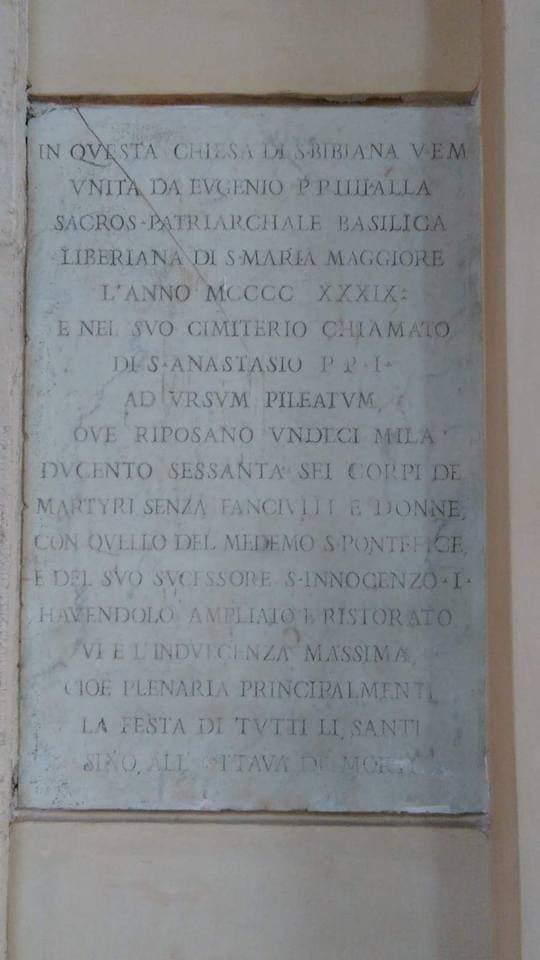 IN QVESTA CHIESA DI S·BIBIANA V·E·M
VNITA DA EVGENIO P P IIII·ALLA
SACROS·PATRIARCHALE BASILICA
LIBERIANA DI S·MARIA MAGGIORE
L'ANNO MCCCC XXXIX:
E NEL SVO CIMITERIO CHIAMATO
DI S·ANASTASIO P P·I·
AD VRSVM PILEATVM,
OVE RIPOSANO VNDECI MILA
DVCENTO SESSANTA SEI CORPI DE
MARTYRI SENZA FANCIVLLI E DONNE,
CON QVELLO DEL MEDEMO S·PONTEFICE,
E DEL SVO SVCESSORE S·INNOCENZO·I·
HAVENDOLO AMPLIATO E RISTORATO
VI E L'INDVLGENZA MASSIMA,
CIOE PLENARIA PRINCIPALMENTE
LA FESTA DI TVTTI LI SANTI
SINO, ALL OTTAVA DE